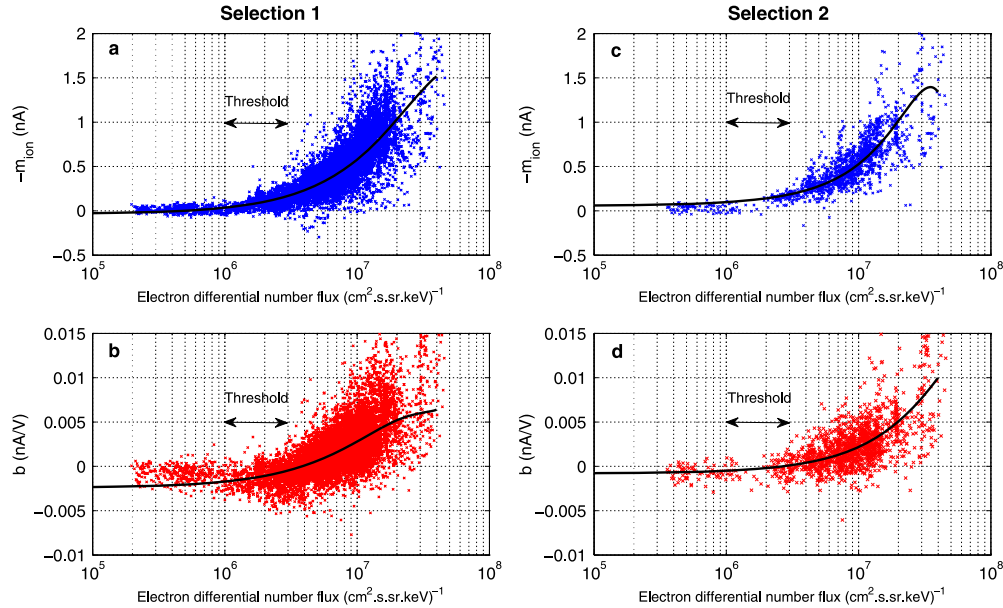 Selection 1
Selection 2
a
2
1.5
1
0.5
0
−0.5
−m_ion (nA)
Threshold
10^5
10^6
10^7
10^8
Electron differential number flux (cm^2.s.sr.keV)^−1
c
2
1.5
1
0.5
0
−0.5
−m_ion (nA)
Threshold
10^5
10^6
10^7
10^8
Electron differential number flux (cm^2.s.sr.keV)^−1
b
0.015
0.01
0.005
0
−0.005
−0.01
b (nA/V)
Threshold
10^5
10^6
10^7
10^8
Electron differential number flux (cm^2.s.sr.keV)^−1
d
0.015
0.01
0.005
0
−0.005
−0.01
b (nA/V)
Threshold
10^5
10^6
10^7
10^8
Electron differential number flux (cm^2.s.sr.keV)^−1